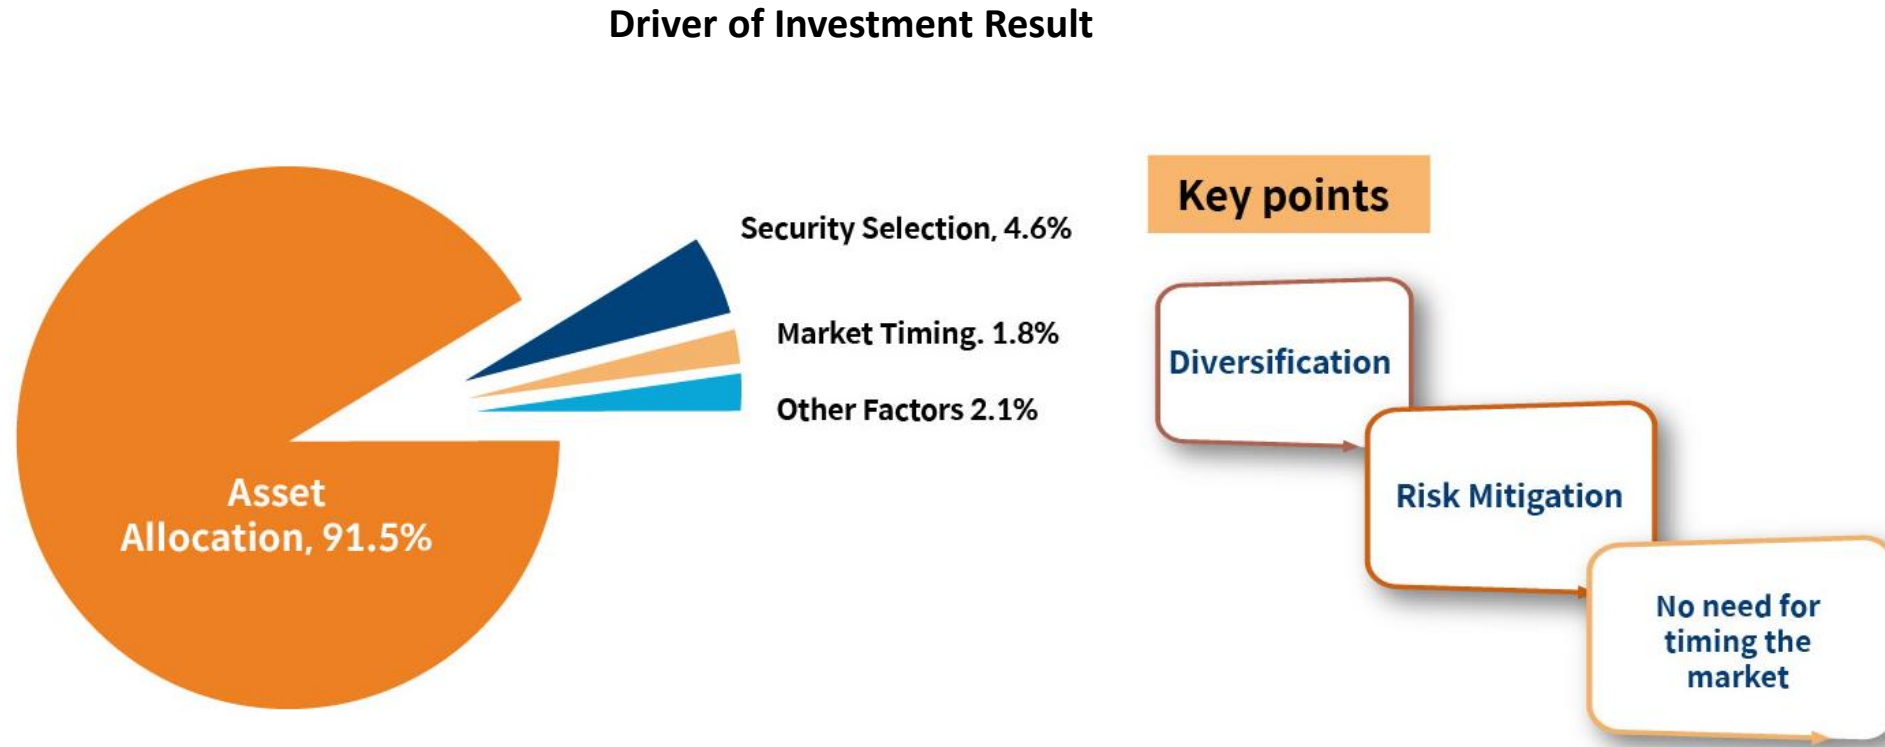 Driver of Investment Result
Asset
Allocation, 91.5%
Security Selection, 4.6%
Market Timing. 1.8%
Other Factors 2.1%
Key points
Diversification
Risk Mitigation
No need for
timing the
market